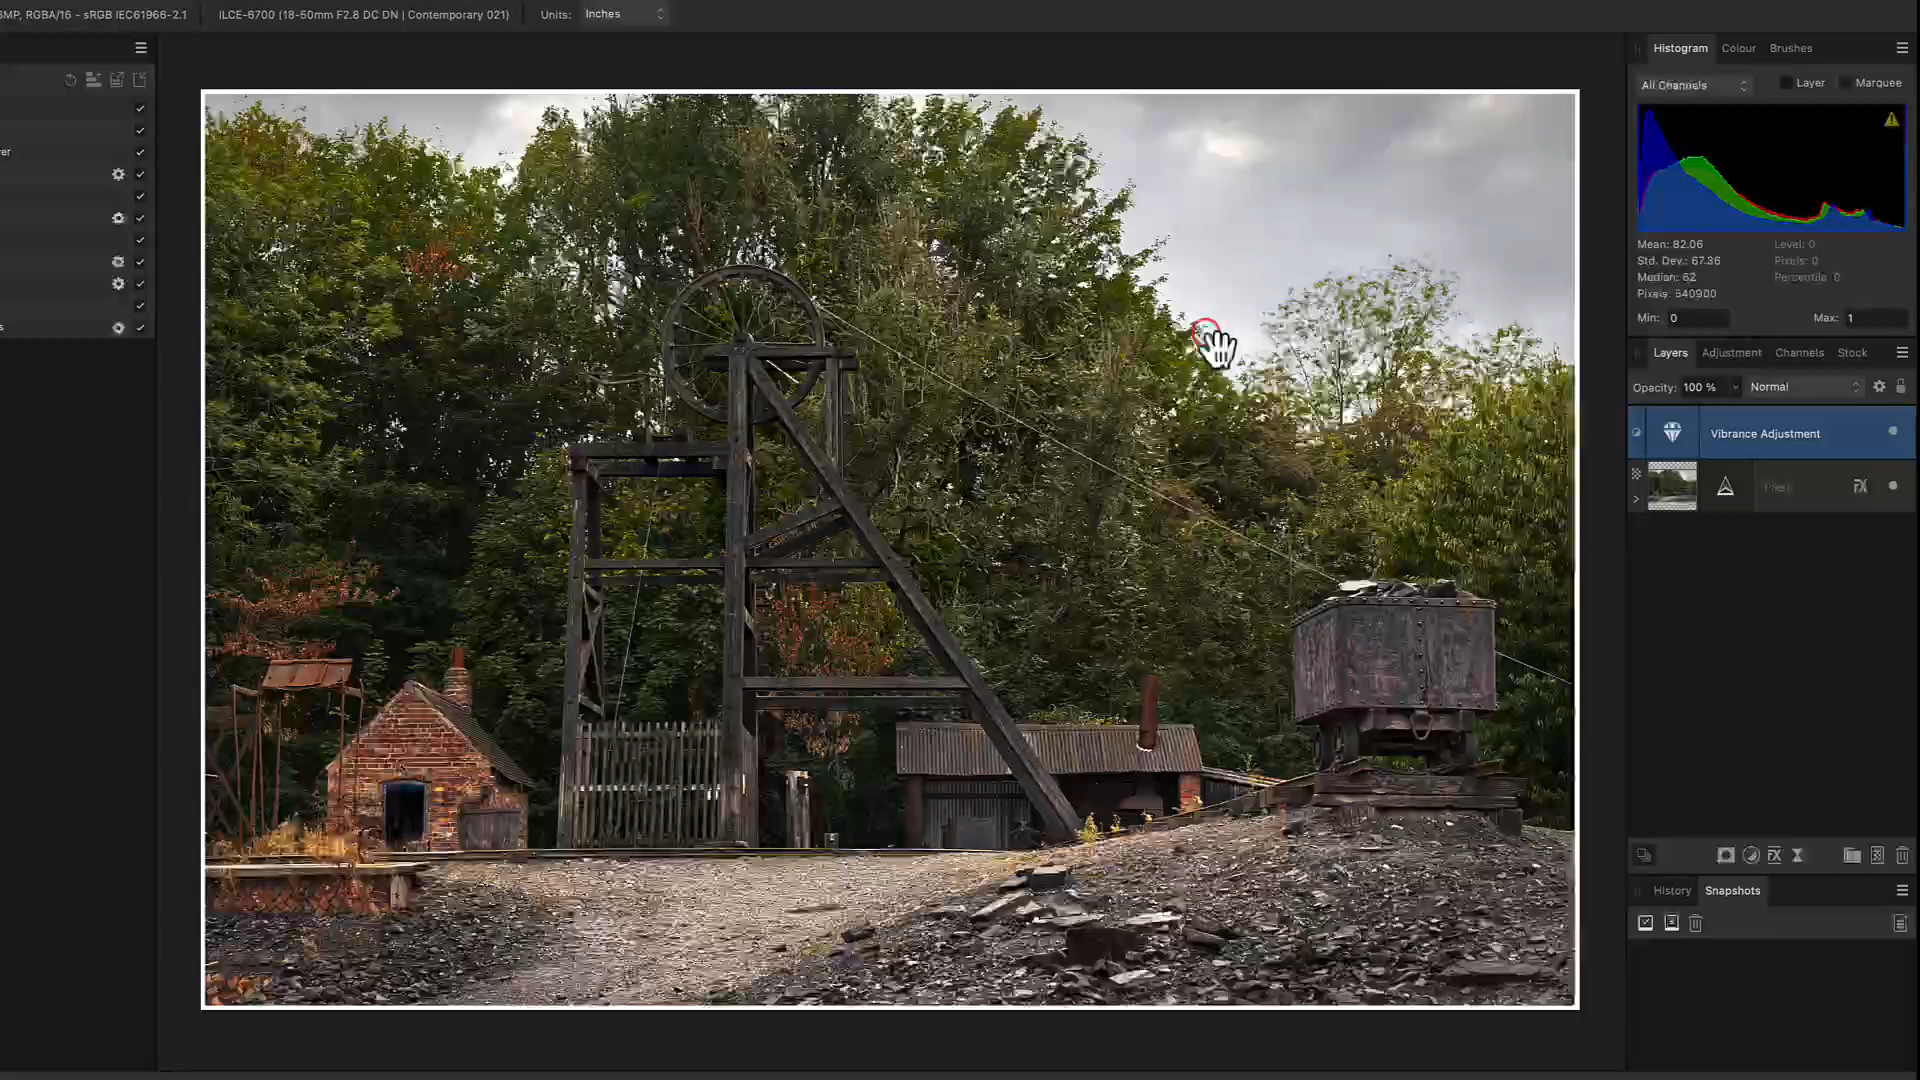 6MP, RGBA/16 - sRGB IEC61966-2.1
ILCE-6700 (18-50mm F2.8 DC DN | Contemporary 021)
Units: Inches
Histogram Colour Brushes
All Channels Layer Marquee
Mean: 82.06 Level: 0
Std. Dev.: 67.36 Pixels: 0
Median: 62 Percentile: 0
Pixels: 540900
Min: 0 Max: 1
Layers Adjustment Channels Stock
Opacity: 100 % Normal
Vibrance Adjustment
Pixel
er
s
History Snapshots